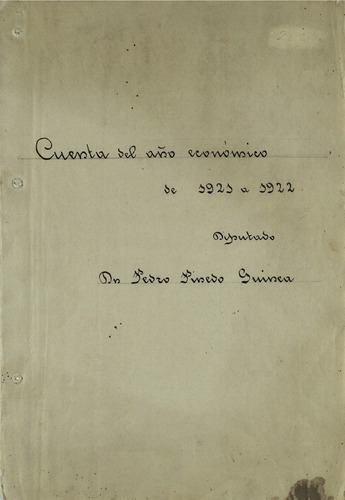 Cuenta del año económico
de 1921 a 1922
Diputado
Dn Pedro Pinedo Guinea